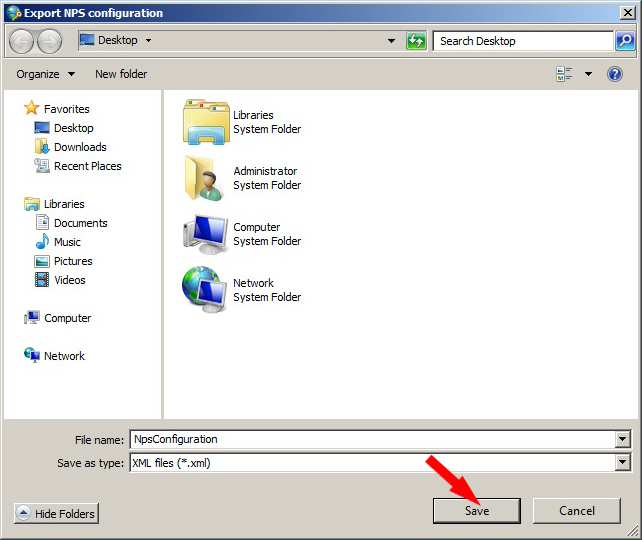 Export NPS configuration
Desktop
Search Desktop
Organize
New folder
Favorites
Desktop
Downloads
Recent Places
Libraries
Documents
Music
Pictures
Videos
Computer
Network
Libraries
System Folder
Administrator
System Folder
Computer
System Folder
Network
System Folder
File name: NpsConfiguration
Save as type: XML files (*.xml)
Hide Folders
Save
Cancel